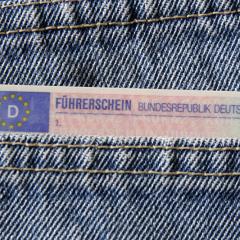 D
FÜHRERSCHEIN BUNDESREPUBLIK DEUTS
1.